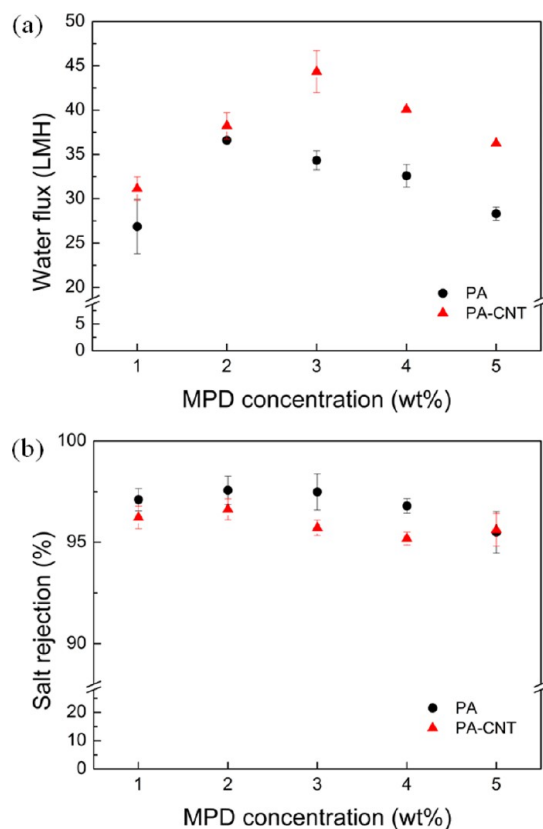 (a)
50
45
40
35
30
25
20
5
0
Water flux (LMH)
PA
PA-CNT
1 2 3 4 5
MPD concentration (wt%)
(b)
100
95
90
20
15
10
5
0
Salt rejection (%)
PA
PA-CNT
1 2 3 4 5
MPD concentration (wt%)